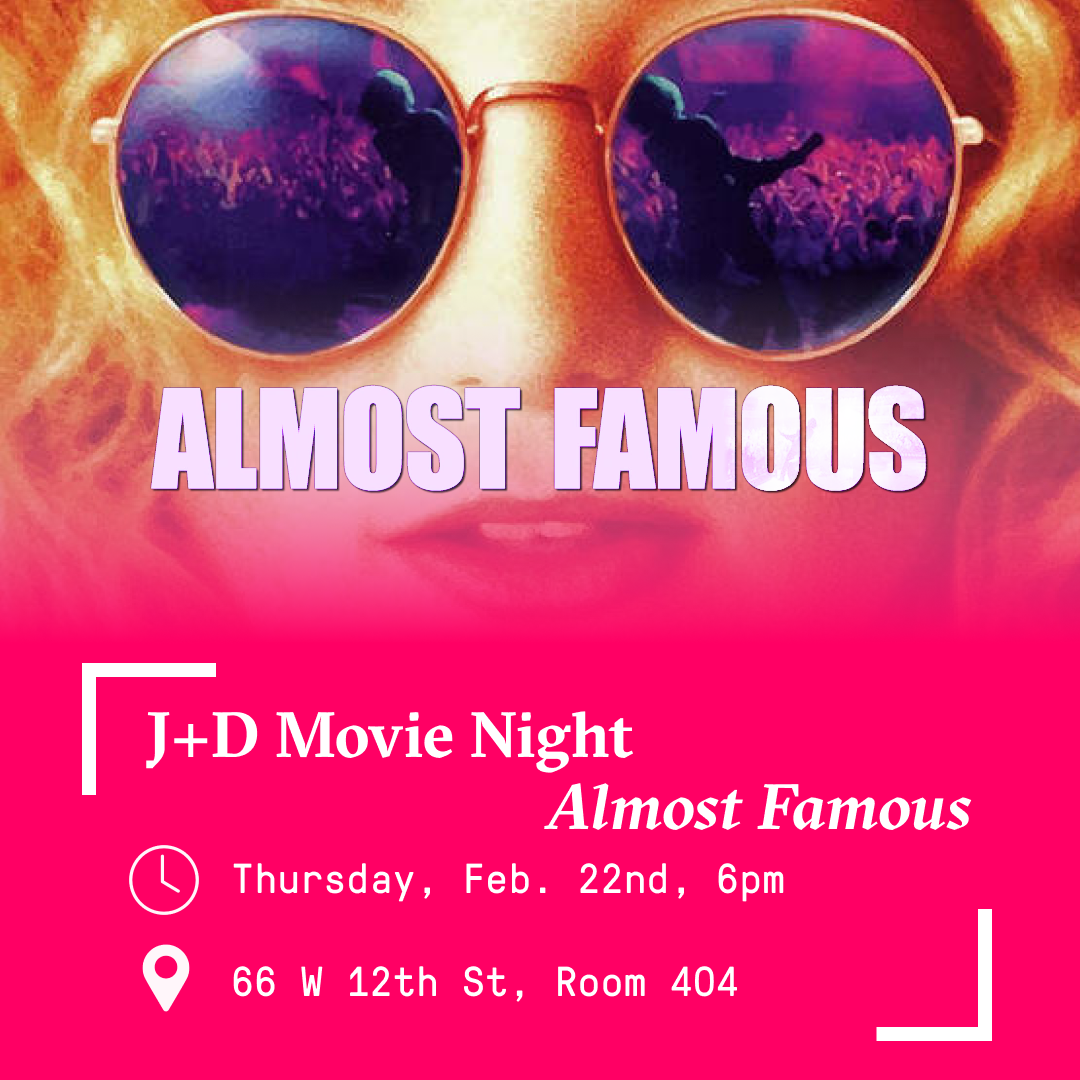 ALMOST FAMOUS
J+D Movie Night
Almost Famous
Thursday, Feb. 22nd, 6pm
66 W 12th St, Room 404